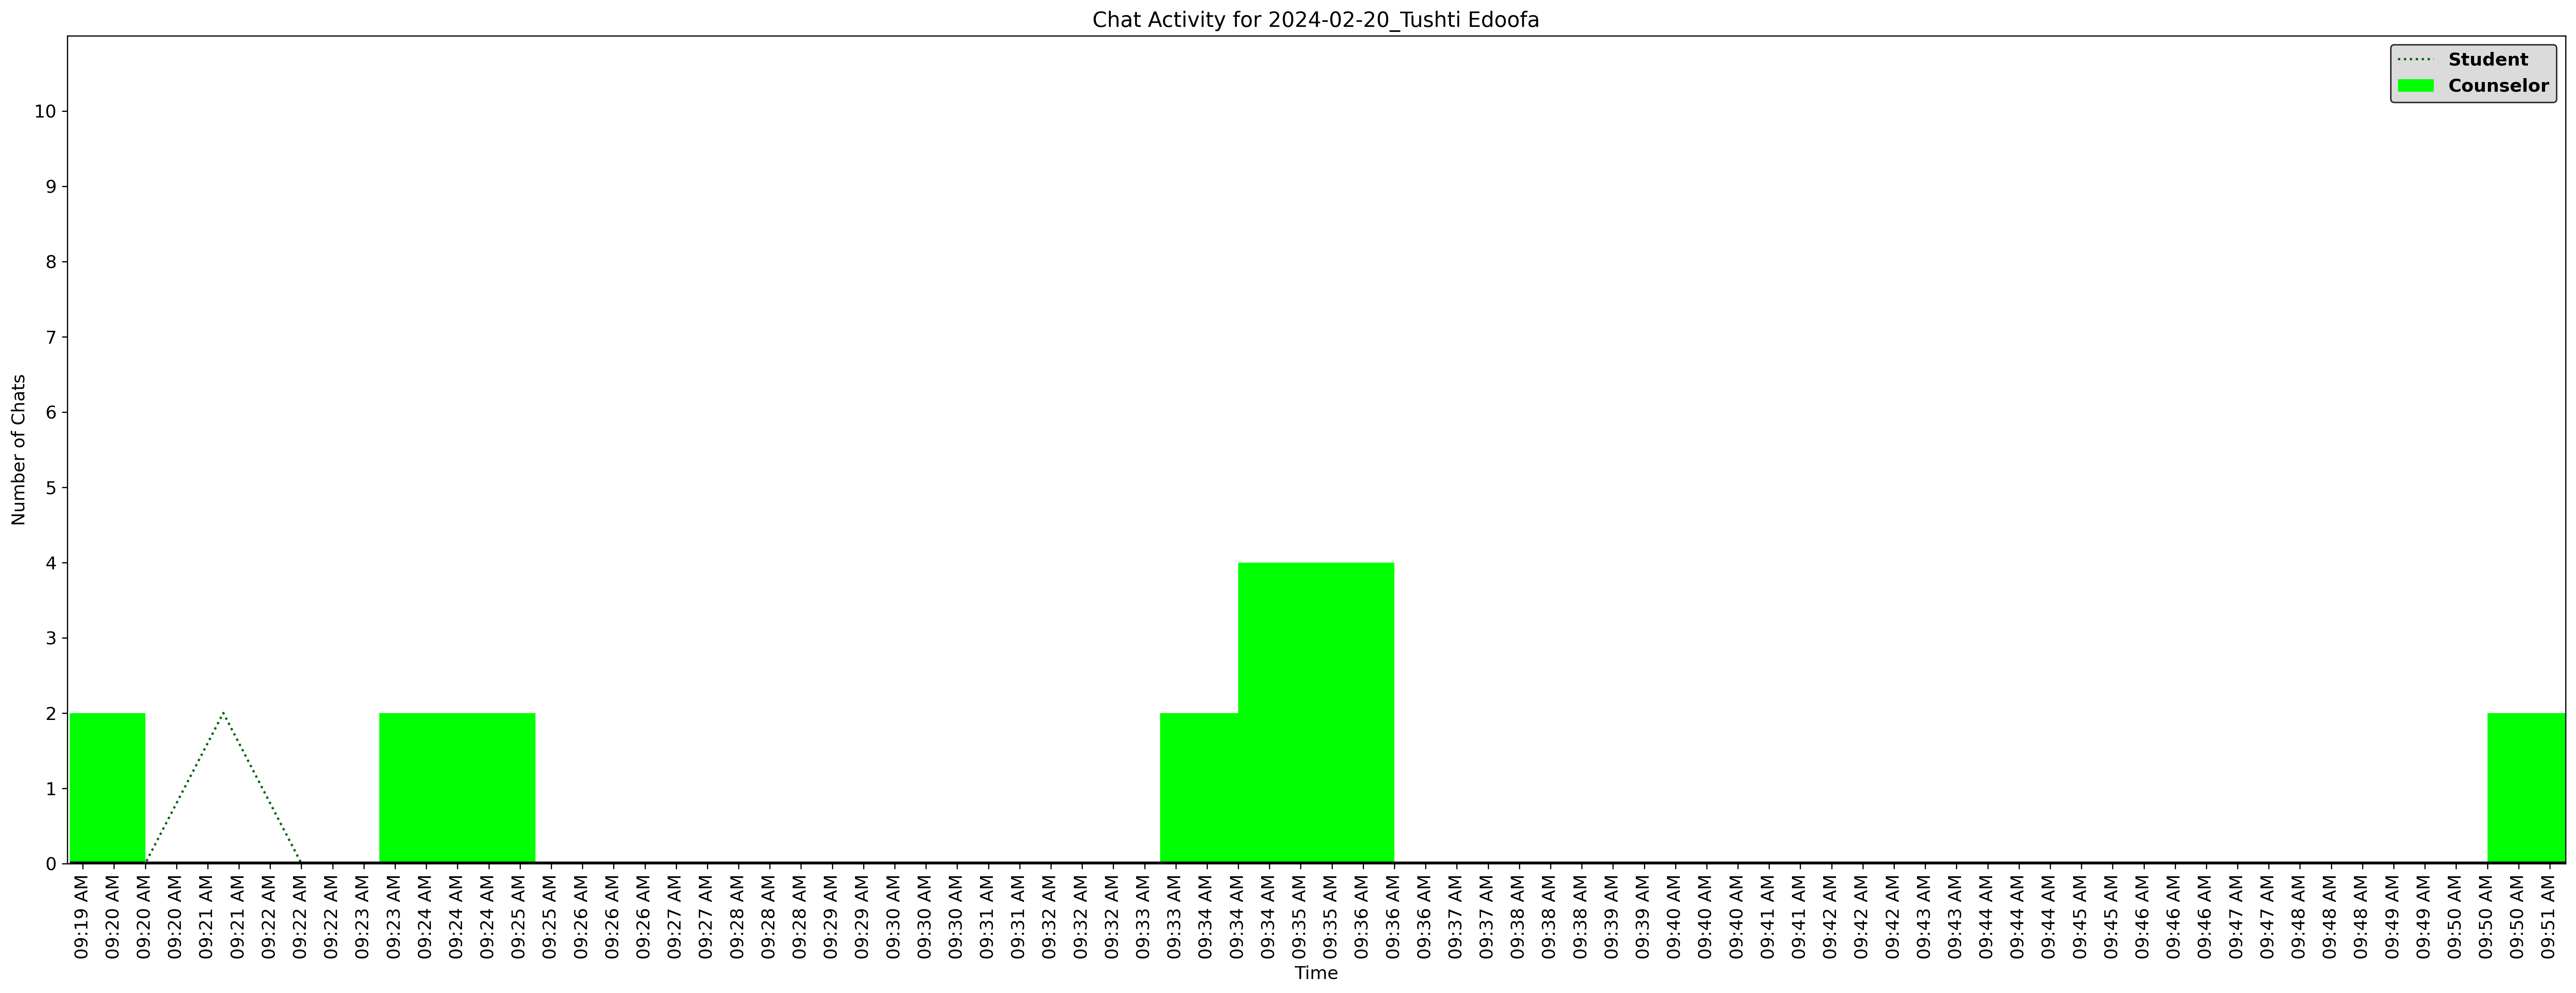 Chat Activity for 2024-02-20_Tushti Edoofa
Student
Counselor
Number of Chats
10
9
8
7
6
5
4
3
2
1
0
09:19 AM
09:20 AM
09:20 AM
09:20 AM
09:21 AM
09:21 AM
09:22 AM
09:22 AM
09:22 AM
09:23 AM
09:23 AM
09:24 AM
09:24 AM
09:24 AM
09:25 AM
09:25 AM
09:26 AM
09:26 AM
09:26 AM
09:27 AM
09:27 AM
09:28 AM
09:28 AM
09:28 AM
09:29 AM
09:29 AM
09:30 AM
09:30 AM
09:30 AM
09:31 AM
09:31 AM
09:32 AM
09:32 AM
09:32 AM
09:33 AM
09:33 AM
09:34 AM
09:34 AM
09:34 AM
09:35 AM
09:35 AM
09:36 AM
09:36 AM
09:36 AM
09:37 AM
09:37 AM
09:38 AM
09:38 AM
09:38 AM
09:39 AM
09:39 AM
09:40 AM
09:40 AM
09:40 AM
09:41 AM
09:41 AM
09:42 AM
09:42 AM
09:42 AM
09:43 AM
09:43 AM
09:44 AM
09:44 AM
09:44 AM
09:45 AM
09:45 AM
09:46 AM
09:46 AM
09:46 AM
09:47 AM
09:47 AM
09:48 AM
09:48 AM
09:48 AM
09:49 AM
09:49 AM
09:50 AM
09:50 AM
09:50 AM
09:51 AM
Time